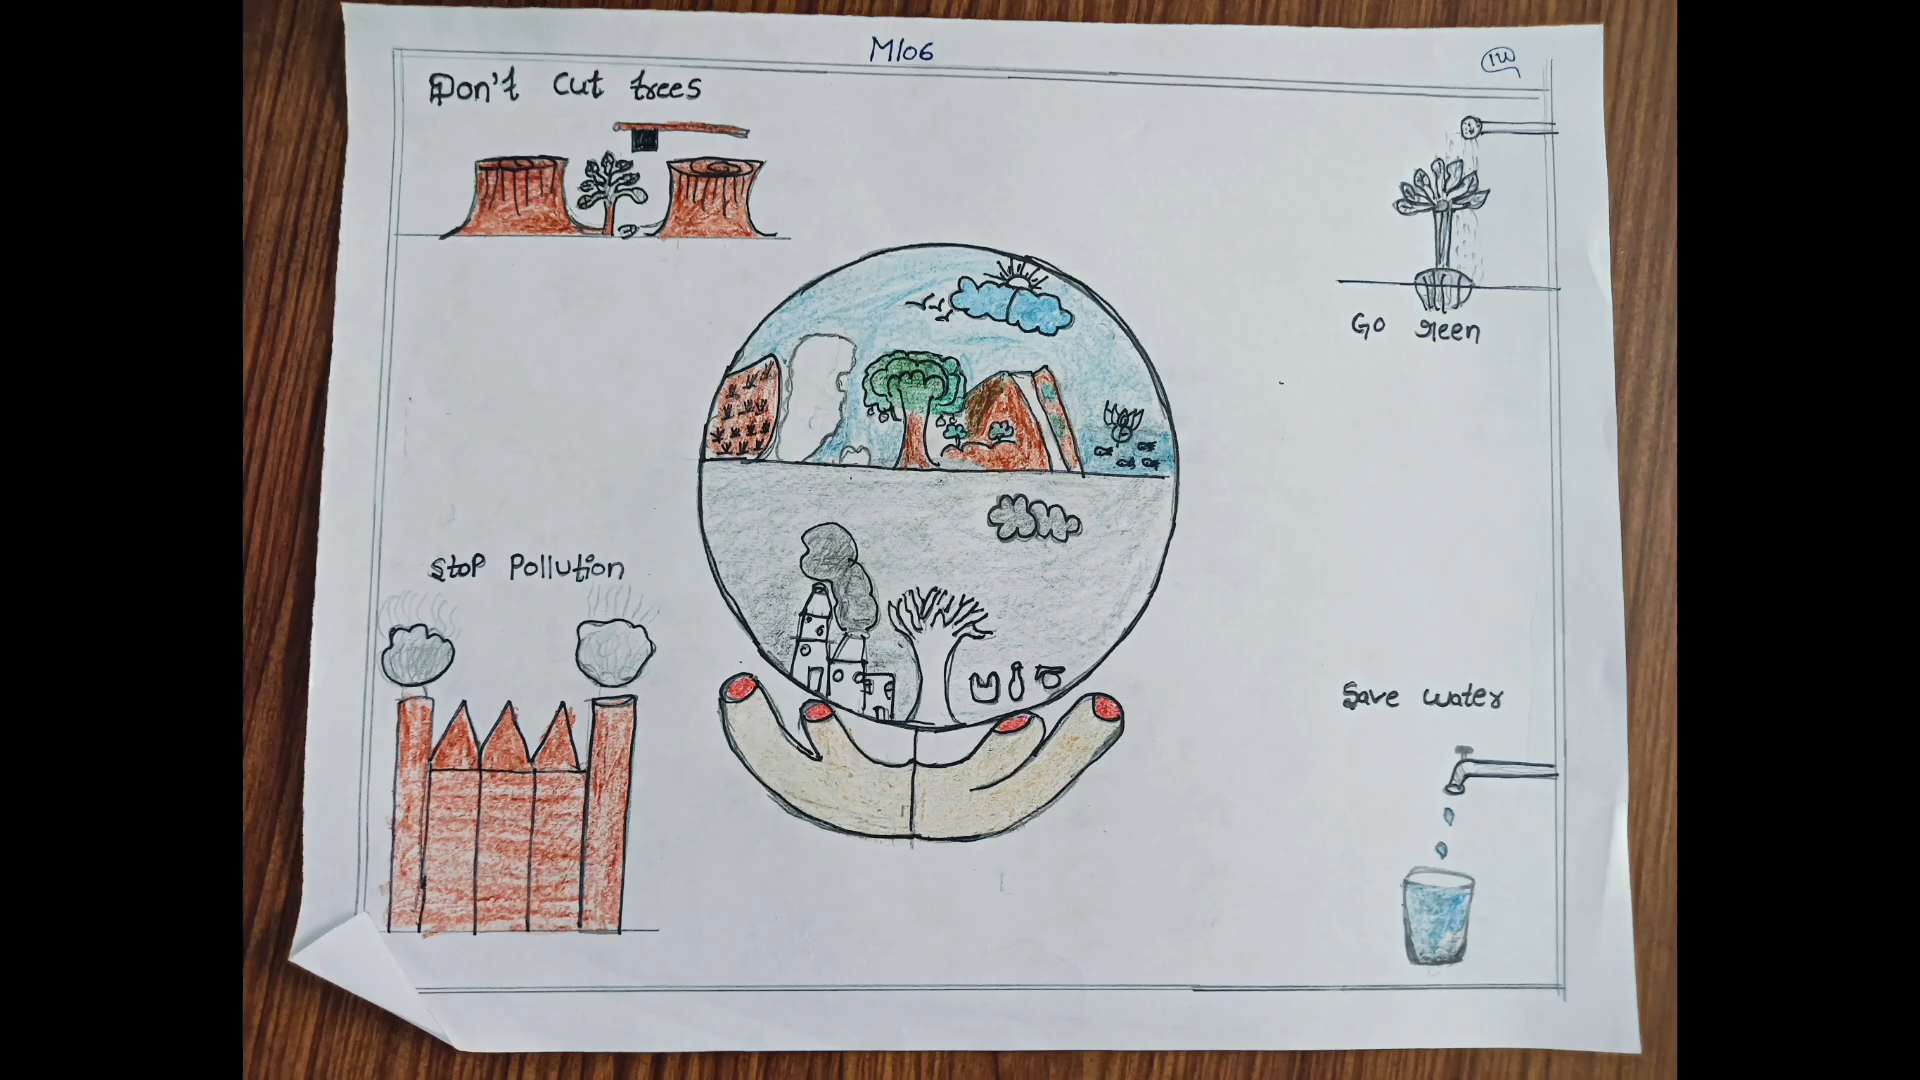 M106
Don't cut trees
Go green
Stop Pollution
Save water